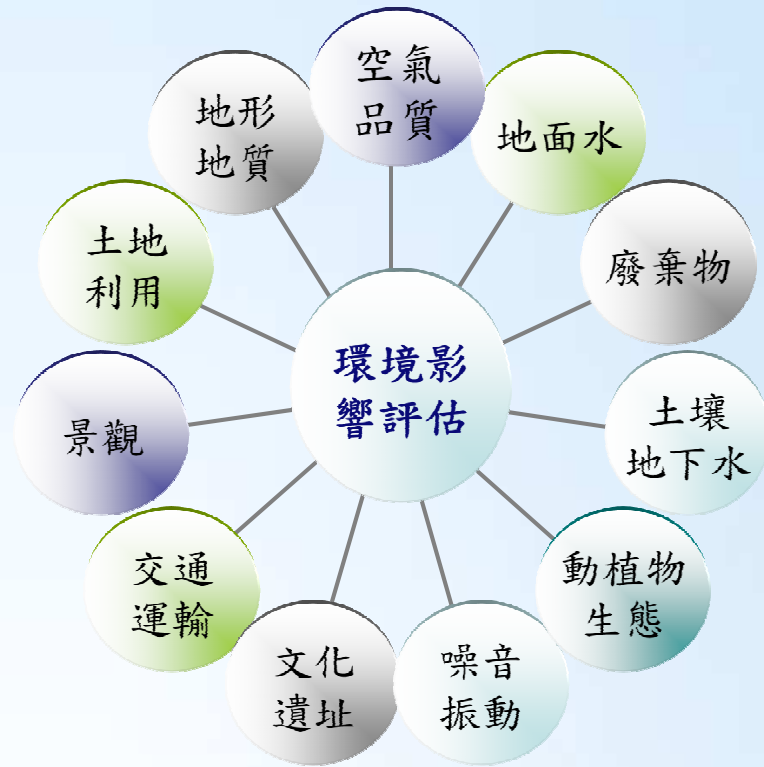 空氣
品質
地面水
廢棄物
土壤
地下水
動植物
生態
噪音
振動
文化
遺址
交通
運輸
景觀
土地
利用
地形
地質
環境影
響評估